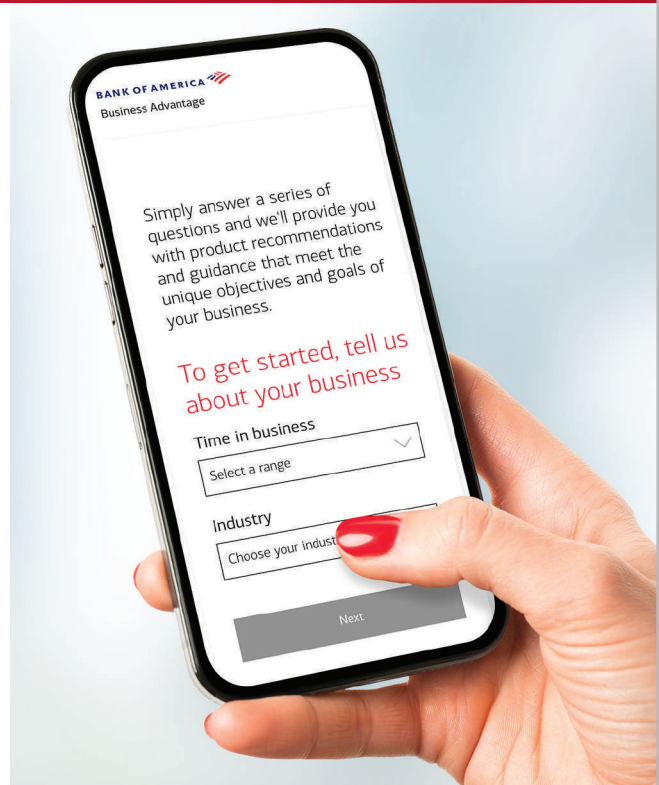 BANK OF AMERICA
Business Advantage
Simply answer a series of
questions and we'll provide you
with product recommendations
and guidance that meet the
unique objectives and goals of
your business.
To get started, tell us
about your business
Time in business
Select a range
Industry
Choose your
Next